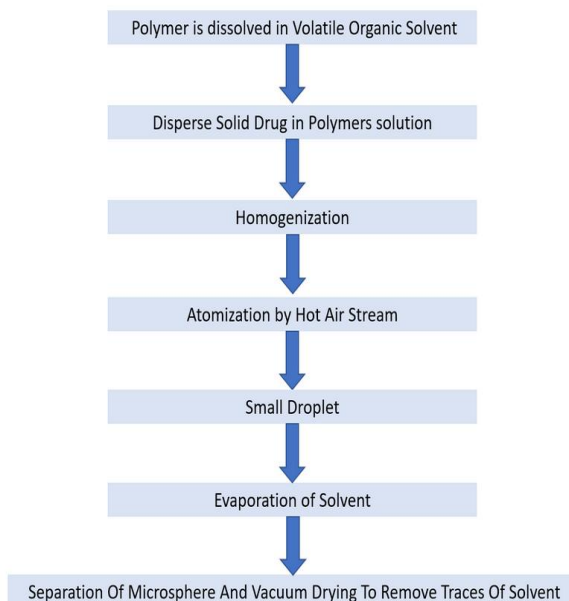 Polymer is dissolved in Volatile Organic Solvent
Disperse Solid Drug in Polymers solution
Homogenization
Atomization by Hot Air Stream
Small Droplet
Evaporation of Solvent
Separation Of Microsphere And Vacuum Drying To Remove Traces Of Solvent